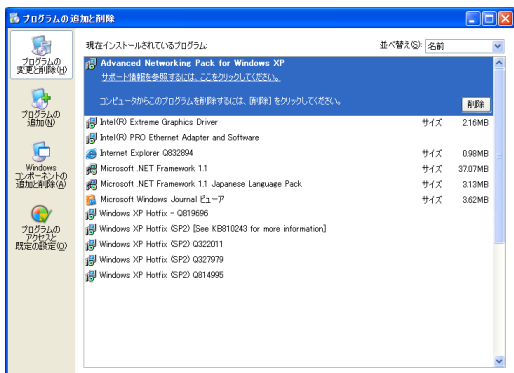 プログラムの追加と削除
プログラムの
変更と削除(H)
プログラムの
追加(N)
Windows
コンポーネントの
追加と削除(A)
プログラムの
アクセスと
既定の設定(O)
現在インストールされているプログラム:
並べ替え(S): 名前
Advanced Networking Pack for Windows XP
サポート情報を参照するには、ここをクリックしてください。
コンピュータからこのプログラムを削除するには、[削除] をクリックしてください。
削除
Intel(R) Extreme Graphics Driver サイズ 2.16MB
Intel(R) PRO Ethernet Adapter and Software
Internet Explorer Q832894 サイズ 0.98MB
Microsoft .NET Framework 1.1 サイズ 37.07MB
Microsoft .NET Framework 1.1 Japanese Language Pack サイズ 3.13MB
Microsoft Windows Journal ビューア サイズ 3.62MB
Windows XP Hotfix - Q819696
Windows XP Hotfix (SP2) [See KB810243 for more information]
Windows XP Hotfix (SP2) Q322011
Windows XP Hotfix (SP2) Q327979
Windows XP Hotfix (SP2) Q814995